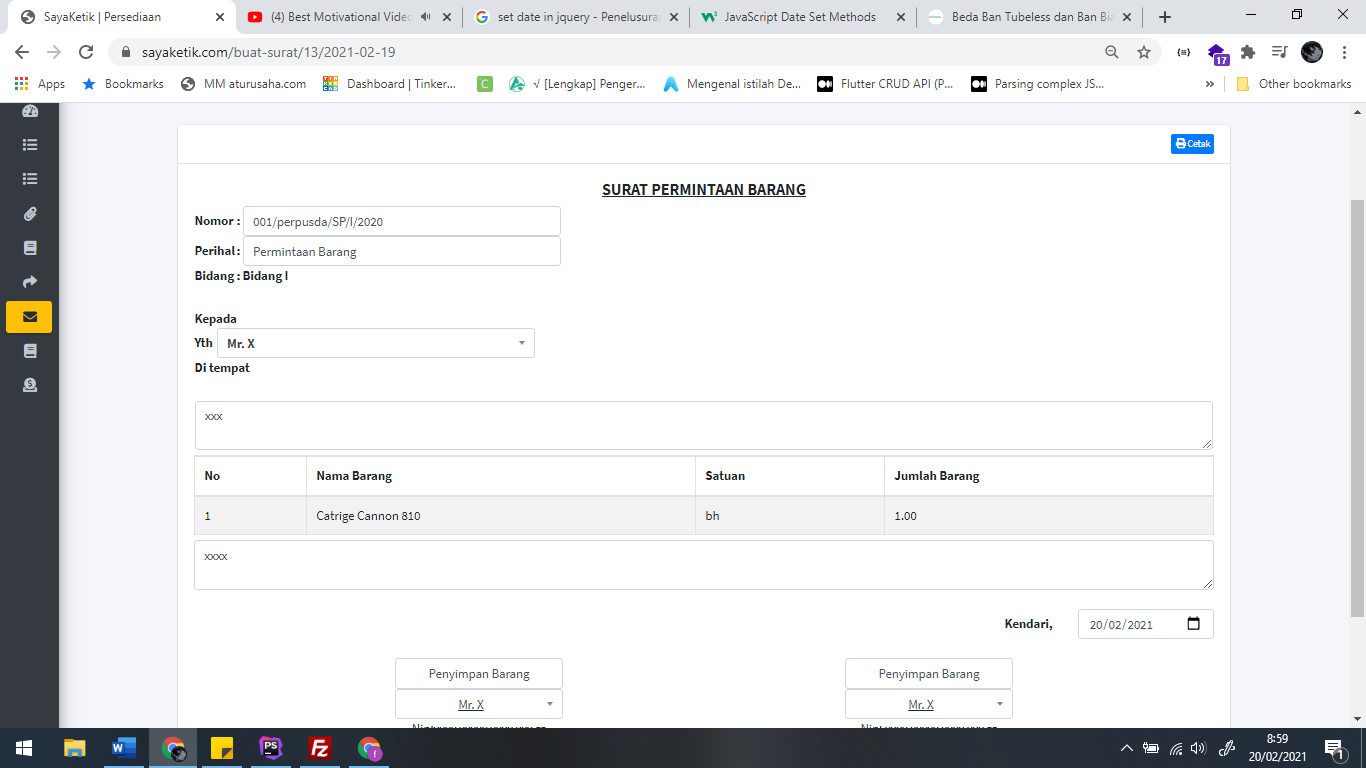 SayaKetik | Persediaan
(4) Best Motivational Video
set date in jquery - Penelusuran
JavaScript Date Set Methods
Beda Ban Tubeless dan Ban Bia
sayaketik.com/buat-surat/13/2021-02-19
17
Apps
Bookmarks
MM aturusaha.com
Dashboard | Tinker...
C
√ [Lengkap] Penger...
Mengenal istilah De...
Flutter CRUD API (P...
Parsing complex JS...
»
Other bookmarks
Cetak
SURAT PERMINTAAN BARANG
Nomor : 001/perpusda/SP/I/2020
Perihal : Permintaan Barang
Bidang : Bidang I
Kepada
Yth Mr. X
Di tempat
xxx
No Nama Barang Satuan Jumlah Barang
1 Catrige Cannon 810 bh 1.00
xxxx
Kendari, 20/02/2021
Penyimpan Barang Penyimpan Barang
Mr. X Mr. X
8:59
20/02/2021
1